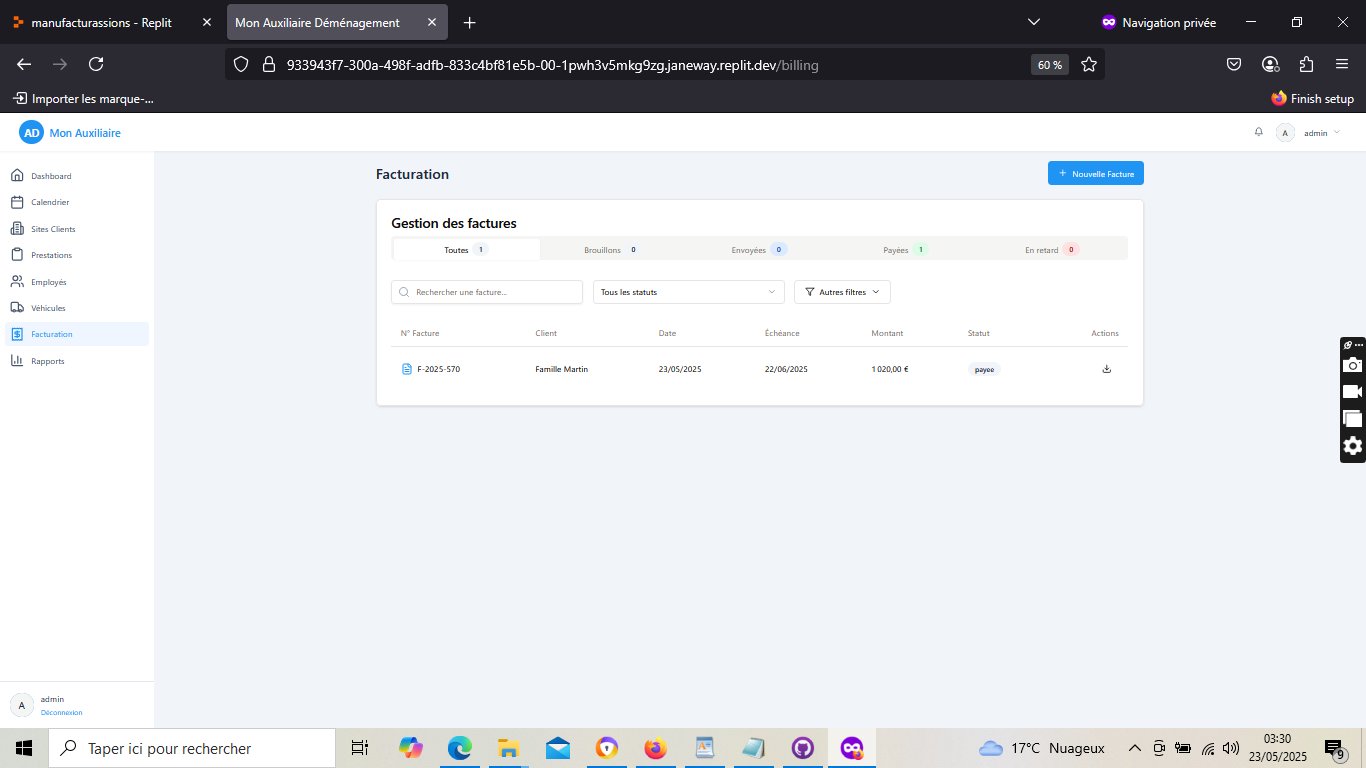 manufacturassions - Replit
Mon Auxiliaire Déménagement
Navigation privée
933943f7-300a-498f-adfb-833c4bf81e5b-00-1pwh3v5mkg9zg.janeway.replit.dev/billing
60 %
Importer les marque-...
Finish setup
AD Mon Auxiliaire
A admin
Dashboard
Calendrier
Sites Clients
Prestations
Employés
Véhicules
Facturation
Rapports
Facturation
+ Nouvelle Facture
Gestion des factures
Toutes 1 Brouillons 0 Envoyées 0 Payées 1 En retard 0
Rechercher une facture... Tous les statuts Autres filtres
N° Facture Client Date Échéance Montant Statut Actions
F-2025-570 Famille Martin 23/05/2025 22/06/2025 1 020,00 € payee
A admin
Déconnexion
Taper ici pour rechercher
17°C Nuageux
03:30
23/05/2025
9